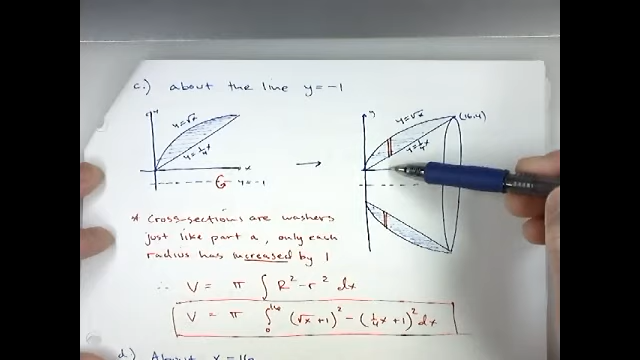 c.) about the line y=-1
y
y=√x
y=¼x
x
y=-1
→
y
y=√x
(16,4)
y=¼x
* Cross-sections are washers
just like part a, only each
radius has increased by 1
∴ V = π ∫ R² - r² dx
V = π ∫₀¹⁶ (√x +1)² - (¼x +1)² dx
d.) About x=16